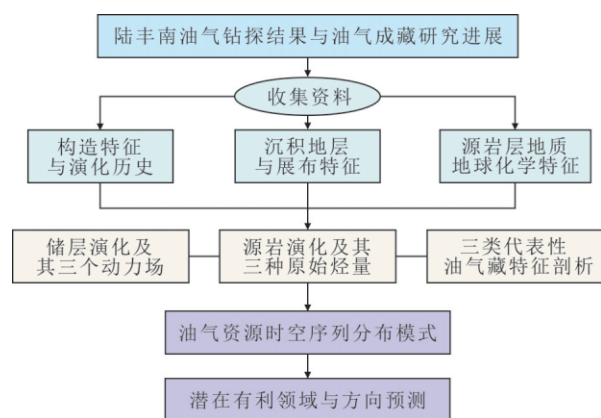 陆丰南油气钻探结果与油气成藏研究进展
收集资料
构造特征
与演化历史
沉积地层
与展布特征
源岩层地质
地球化学特征
储层演化及
其三个动力场
源岩演化及其
三种原始烃量
三类代表性
油气藏特征剖析
油气资源时空序列分布模式
潜在有利领域与方向预测